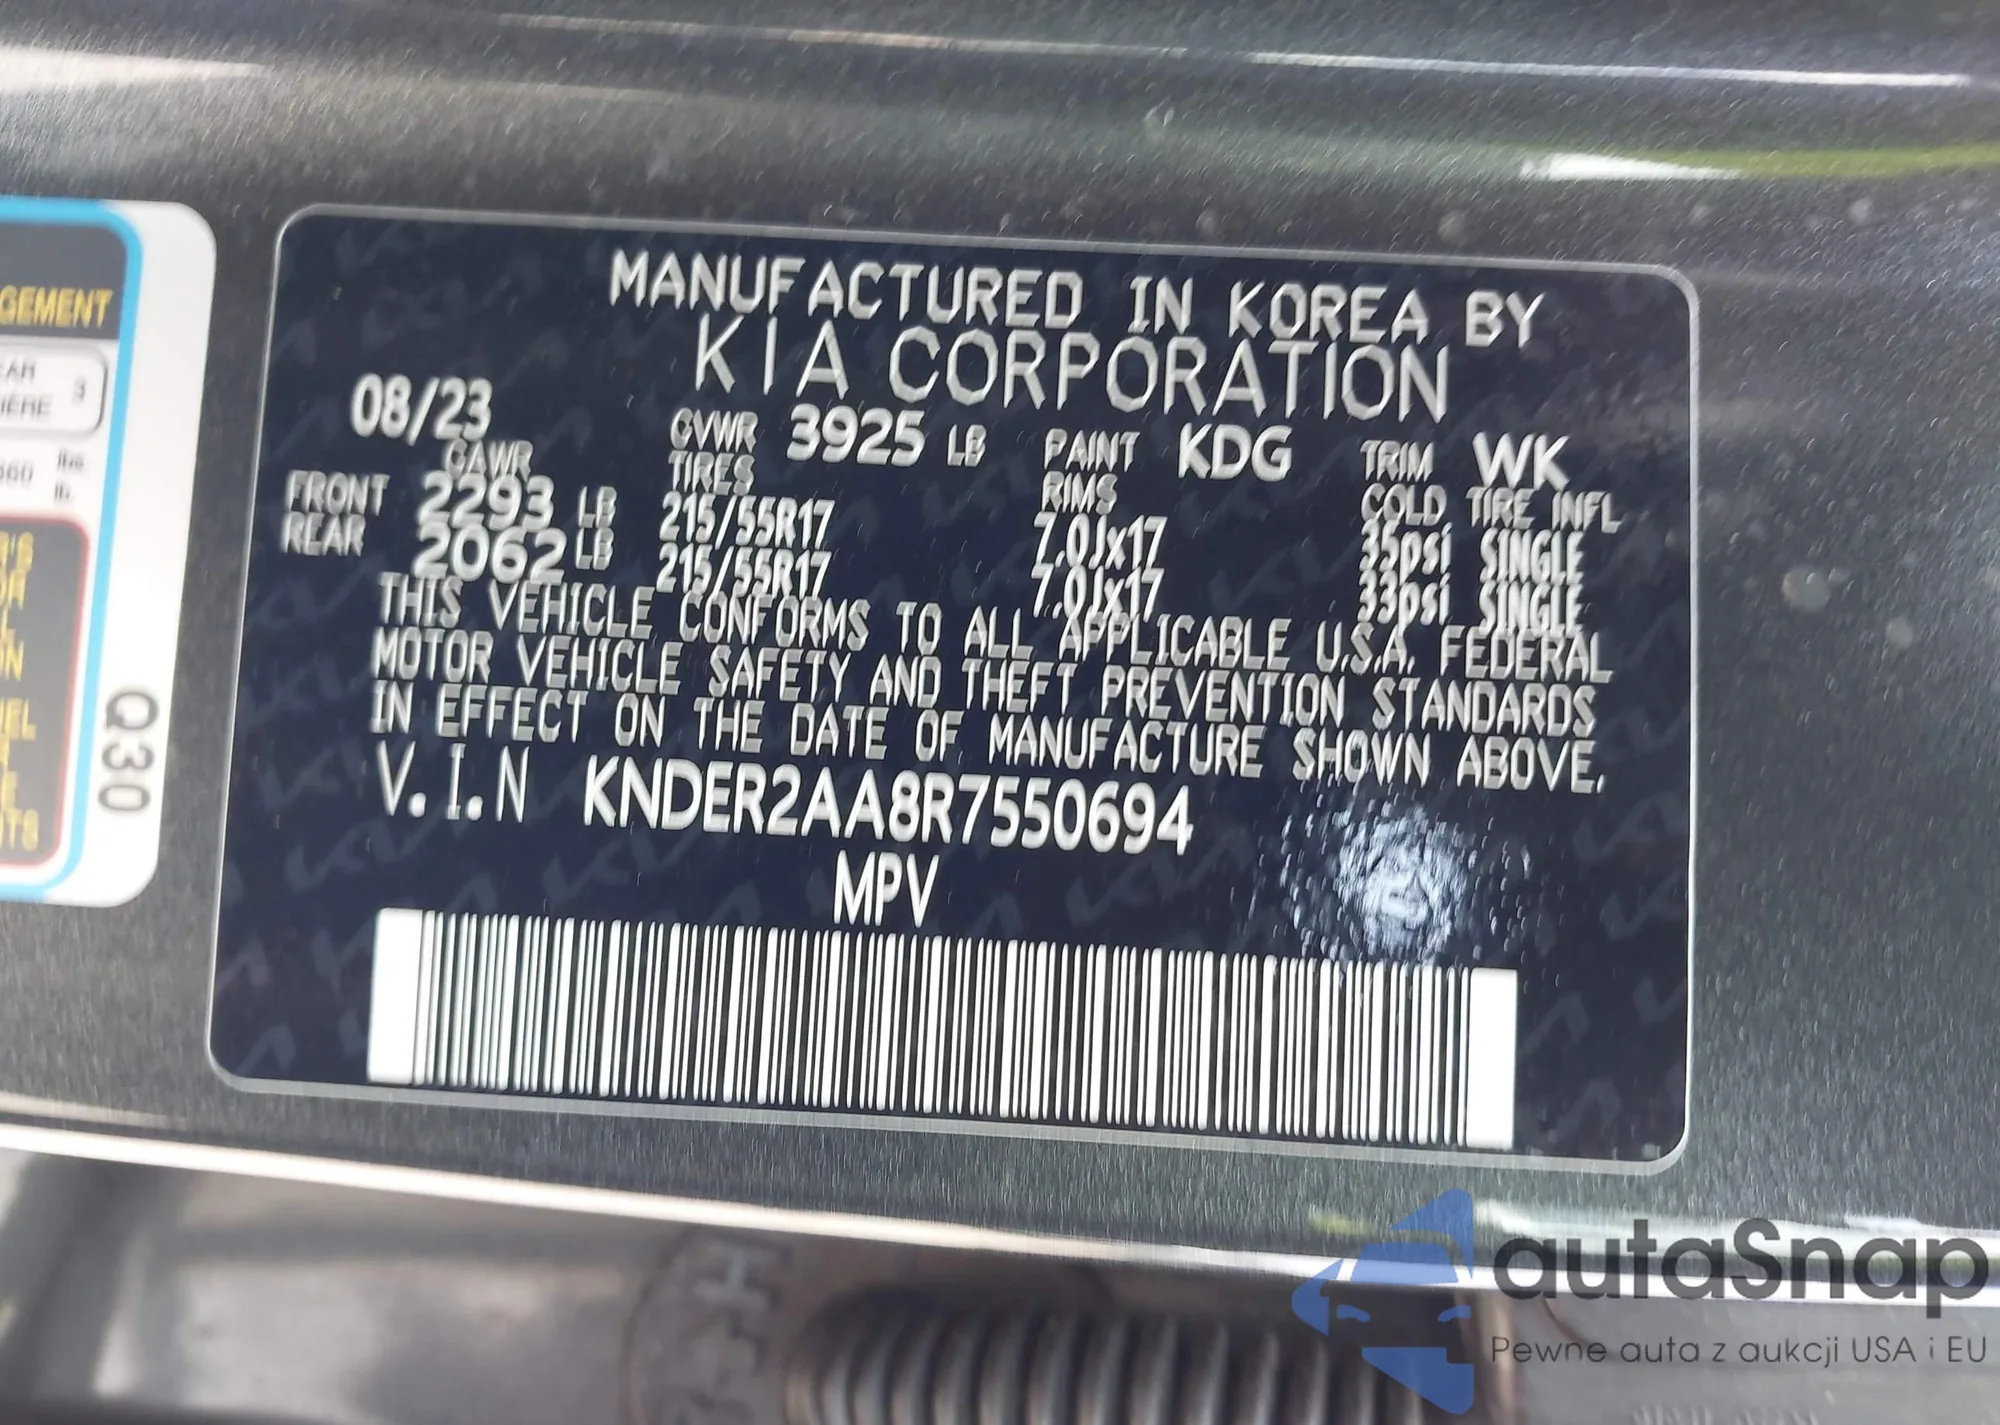 MANUFACTURED IN KOREA BY
KIA CORPORATION
08/23 GVWR 3925 LB PAINT KDG TRIM WK
GAWR TIRES RIMS COLD TIRE INFL
FRONT 2293 LB 215/55R17 7.0Jx17 35psi SINGLE
REAR 2062 LB 215/55R17 7.0Jx17 33psi SINGLE
THIS VEHICLE CONFORMS TO ALL APPLICABLE U.S.A. FEDERAL
MOTOR VEHICLE SAFETY AND THEFT PREVENTION STANDARDS
IN EFFECT ON THE DATE OF MANUFACTURE SHOWN ABOVE.
V.I.N KNDER2AA8R7550694
MPV
Q30
autaSnap
Pewne auta z aukcji USA i EU